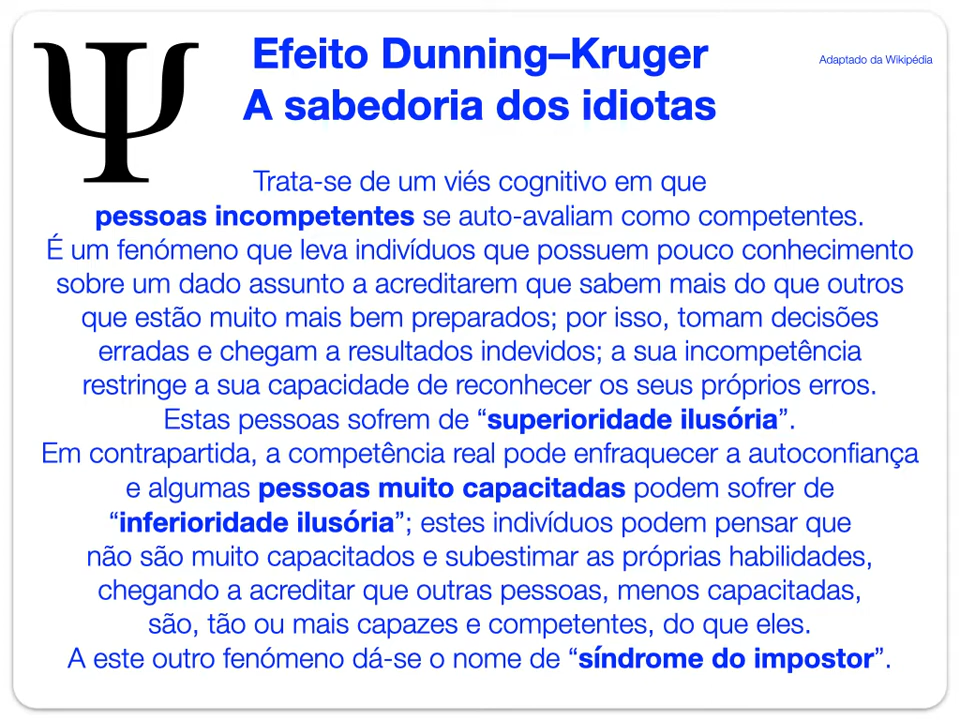 Ψ
Efeito Dunning–Kruger
A sabedoria dos idiotas
Adaptado da Wikipédia
Trata-se de um viés cognitivo em que
pessoas incompetentes se auto-avaliam como competentes.
É um fenómeno que leva indivíduos que possuem pouco conhecimento
sobre um dado assunto a acreditarem que sabem mais do que outros
que estão muito mais bem preparados; por isso, tomam decisões
erradas e chegam a resultados indevidos; a sua incompetência
restringe a sua capacidade de reconhecer os seus próprios erros.
Estas pessoas sofrem de “superioridade ilusória”.
Em contrapartida, a competência real pode enfraquecer a autoconfiança
e algumas pessoas muito capacitadas podem sofrer de
“inferioridade ilusória”; estes indivíduos podem pensar que
não são muito capacitados e subestimar as próprias habilidades,
chegando a acreditar que outras pessoas, menos capacitadas,
são, tão ou mais capazes e competentes, do que eles.
A este outro fenómeno dá-se o nome de “síndrome do impostor”.